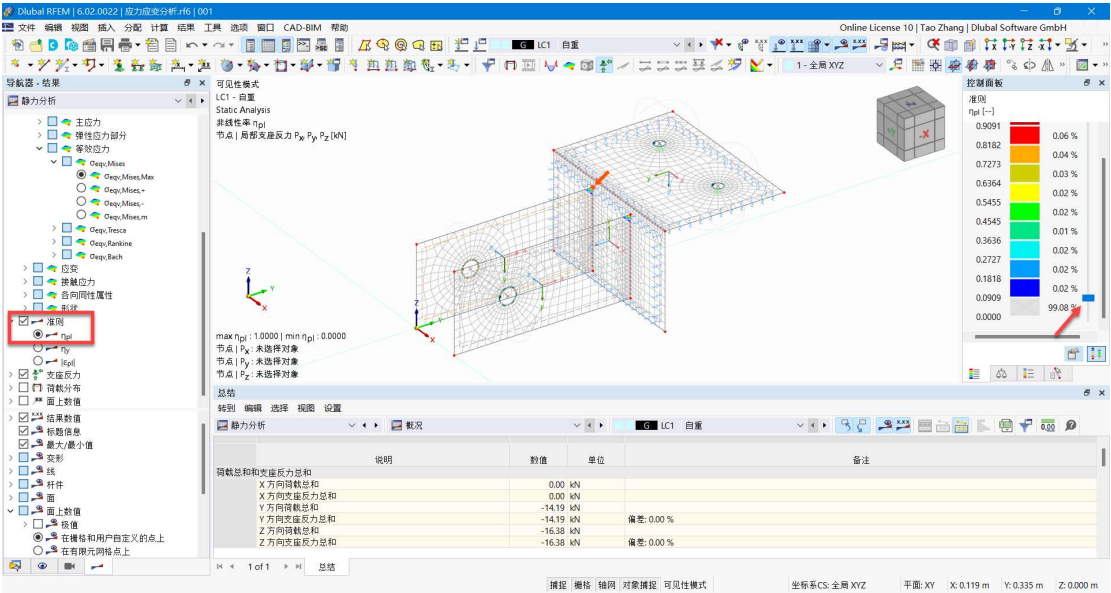 Dlubal RFEM | 6.02.0022 | 应力应变分析.rf6 | 001
文件 编辑 视图 插入 分配 计算 结果 工具 选项 窗口 CAD-BIM 帮助
Online License 10 | Tao Zhang | Dlubal Software GmbH
G LC1 自重
1 - 全局 XYZ
导航器 - 结果
静力分析
主应力
弹性应力部分
等效应力
σeqv,Mises
σeqv,Mises,Max
σeqv,Mises,+
σeqv,Mises,-
σeqv,Mises,m
σeqv,Tresca
σeqv,Rankine
σeqv,Bach
应变
接触应力
各向同性属性
形状
准则
ηpl
ηy
|εpl|
支座反力
荷载分布
面上数值
结果数值
标题信息
最大/最小值
变形
线
杆件
面
面上数值
极值
在栅格和用户自定义的点上
在有限元网格点上
可见性模式
LC1 - 自重
Static Analysis
非线性率 ηpl
节点 | 局部支座反力 Px, Py, Pz [kN]
Z
Y
X
Z
Y
X
max ηpl : 1.0000 | min ηpl : 0.0000
节点 | Px : 未选择对象
节点 | Py : 未选择对象
节点 | Pz : 未选择对象
-X
控制面板
准则
ηpl [--]
0.9091
0.06 %
0.8182
0.04 %
0.7273
0.03 %
0.6364
0.02 %
0.5455
0.02 %
0.4545
0.01 %
0.3636
0.02 %
0.2727
0.02 %
0.1818
0.02 %
0.0909
99.08 %
0.0000
总结
转到 编辑 选择 视图 设置
静力分析 概况 G LC1 自重
说明 数值 单位 备注
荷载总和和支座反力总和
X 方向荷载总和 0.00 kN
X 方向支座反力总和 0.00 kN
Y 方向荷载总和 -14.19 kN
Y 方向支座反力总和 -14.19 kN 偏差: 0.00 %
Z 方向荷载总和 -16.38 kN
Z 方向支座反力总和 -16.38 kN 偏差: 0.00 %
1 of 1 总结
捕捉 栅格 轴网 对象捕捉 可见性模式 坐标系CS: 全局 XYZ 平面: XY X: 0.119 m Y: 0.335 m Z: 0.000 m